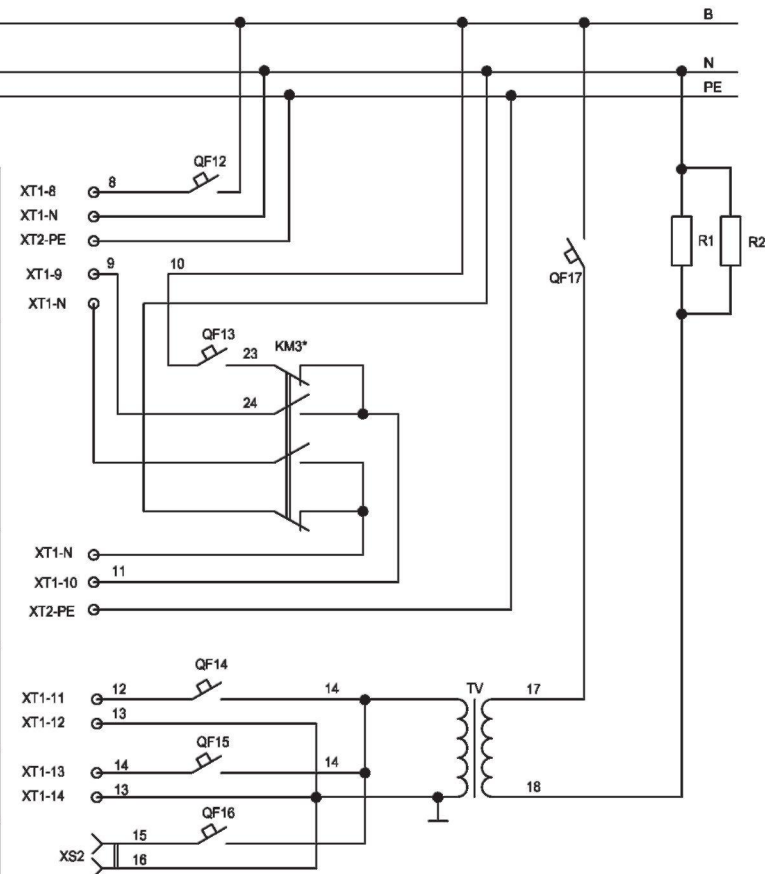 B
N
PE
QF12
XT1-8 8
XT1-N
XT2-PE
XT1-9 9 10
XT1-N
QF17
R1 R2
QF13 23 KM3*
24
XT1-N
XT1-10 11
XT2-PE
QF14
XT1-11 12 14 TV 17
XT1-12 13
QF15
XT1-13 14 14
XT1-14 13 18
QF16
15
XS2 16